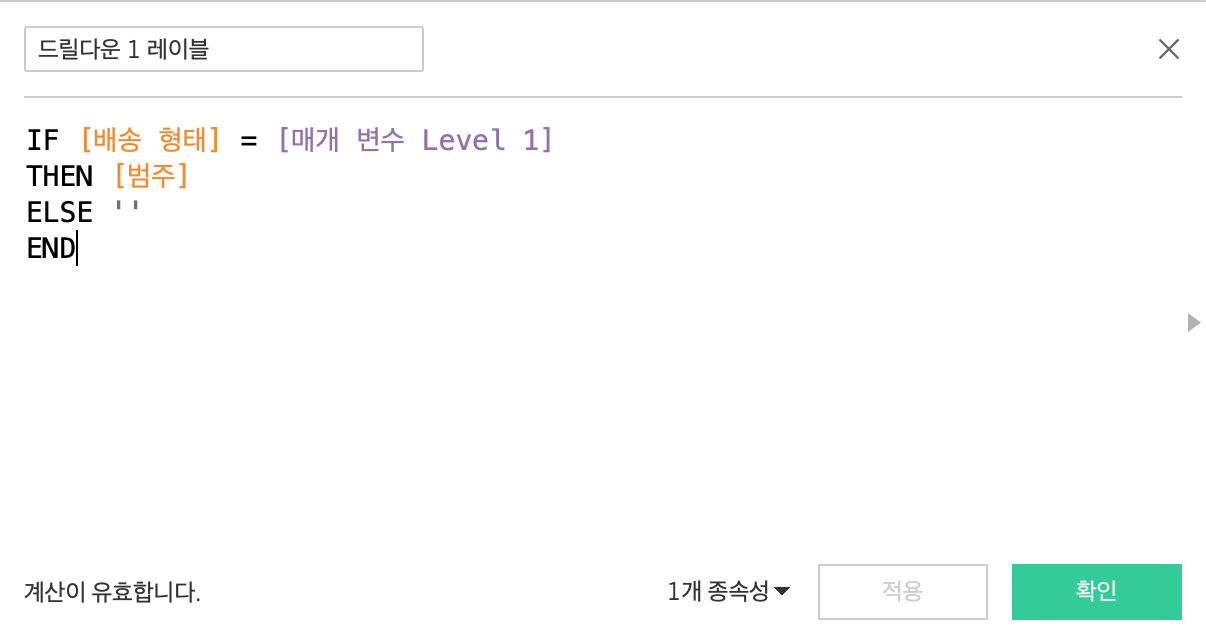 드릴다운 1 레이블
IF [배송 형태] = [매개 변수 Level 1]
THEN [범주]
ELSE ''
END
계산이 유효합니다.
1개 종속성
적용
확인